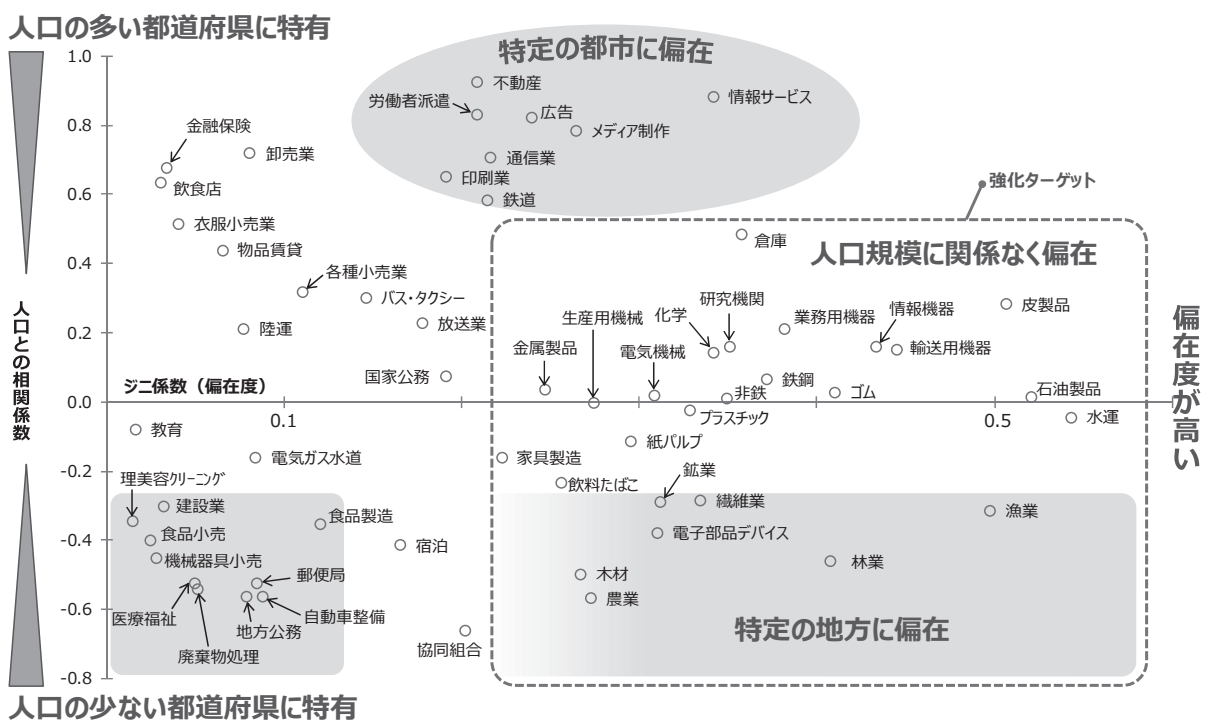 人口の多い都道府県に特有
1.0
0.8
0.6
0.4
0.2
0.0
-0.2
-0.4
-0.6
-0.8
人口との相関係数
人口の少ない都道府県に特有
特定の都市に偏在
不動産
労働者派遣
広告
情報サービス
メディア制作
通信業
印刷業
鉄道
金融保険
卸売業
飲食店
衣服小売業
物品賃貸
各種小売業
バス・タクシー
陸運
放送業
国家公務
ジニ係数（偏在度）
0.1
0.5
強化ターゲット
倉庫
人口規模に関係なく偏在
研究機関
化学
生産用機械
業務用機器
情報機器
皮製品
金属製品
電気機械
輸送用機器
鉄鋼
非鉄
ゴム
石油製品
プラスチック
水運
偏在度が高い
教育
電気ガス水道
家具製造
紙パルプ
理美容クリーニング
飲料たばこ
鉱業
建設業
食品製造
繊維業
漁業
食品小売
電子部品デバイス
機械器具小売
宿泊
林業
郵便局
木材
医療福祉
自動車整備
農業
地方公務
廃棄物処理
協同組合
特定の地方に偏在